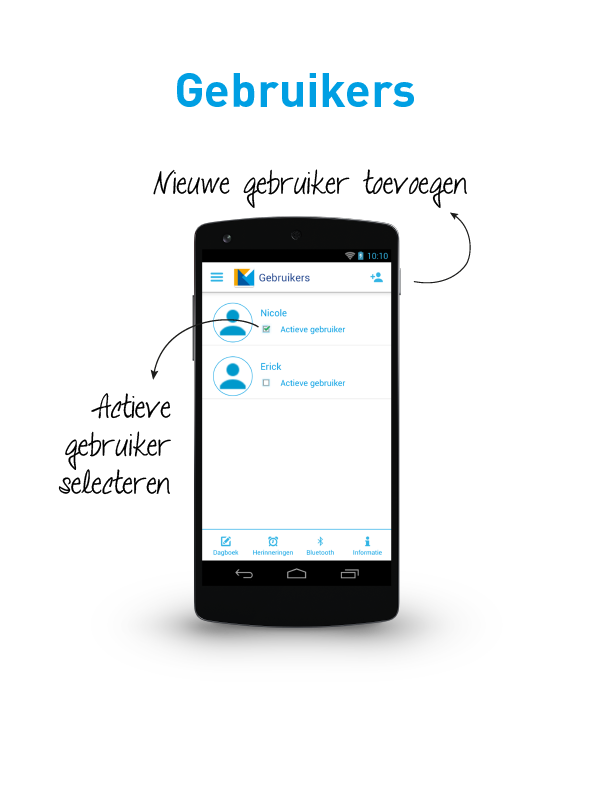 Gebruikers
Nieuwe gebruiker toevoegen
10:10
Gebruikers
Nicole
Actieve gebruiker
Erick
Actieve gebruiker
Actieve
gebruiker
selecteren
Dagboek Herinneringen Bluetooth Informatie